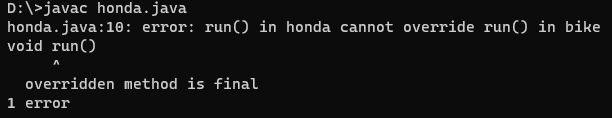 D:\>javac honda.java
honda.java:10: error: run() in honda cannot override run() in bike
void run()
     ^
  overridden method is final
1 error